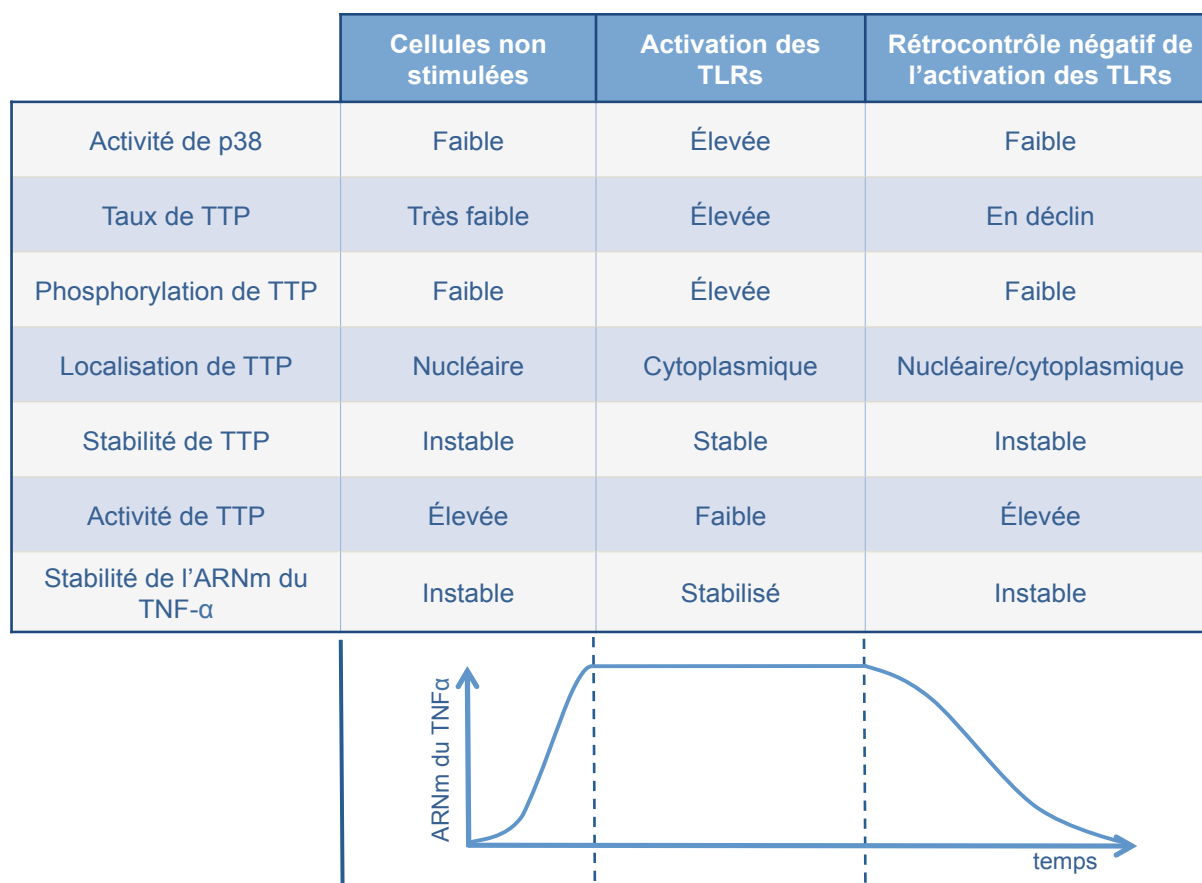 Cellules non
stimulées
Activation des
TLRs
Rétrocontrôle négatif de
l'activation des TLRs
Activité de p38
Faible
Élevée
Faible
Taux de TTP
Très faible
Élevée
En déclin
Phosphorylation de TTP
Faible
Élevée
Faible
Localisation de TTP
Nucléaire
Cytoplasmique
Nucléaire/cytoplasmique
Stabilité de TTP
Instable
Stable
Instable
Activité de TTP
Élevée
Faible
Élevée
Stabilité de l'ARNm du
TNF-α
Instable
Stabilisé
Instable
ARNm du TNFα
temps